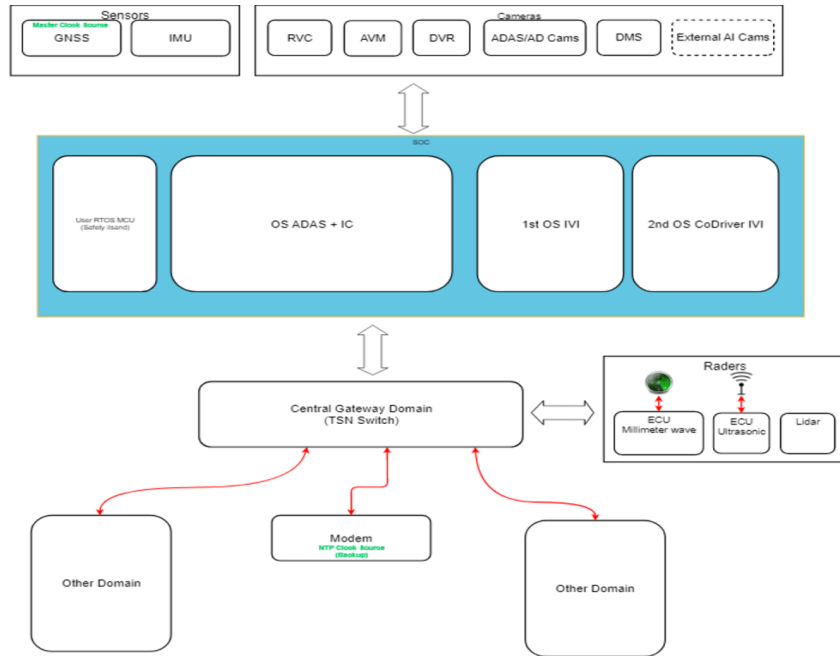 Sensors
Master Clook Source
GNSS
IMU
Cameras
RVC
AVM
DVR
ADAS/AD Cams
DMS
External AI Cams
SOC
User RTOS MCU
(Safety Ilsand)
OS ADAS + IC
1st OS IVI
2nd OS CoDriver IVI
Central Gateway Domain
(TSN Switch)
Raders
ECU
Millimeter wave
ECU
Ultrasonic
Lidar
Other Domain
Modem
NTP Clook Source
(Backup)
Other Domain